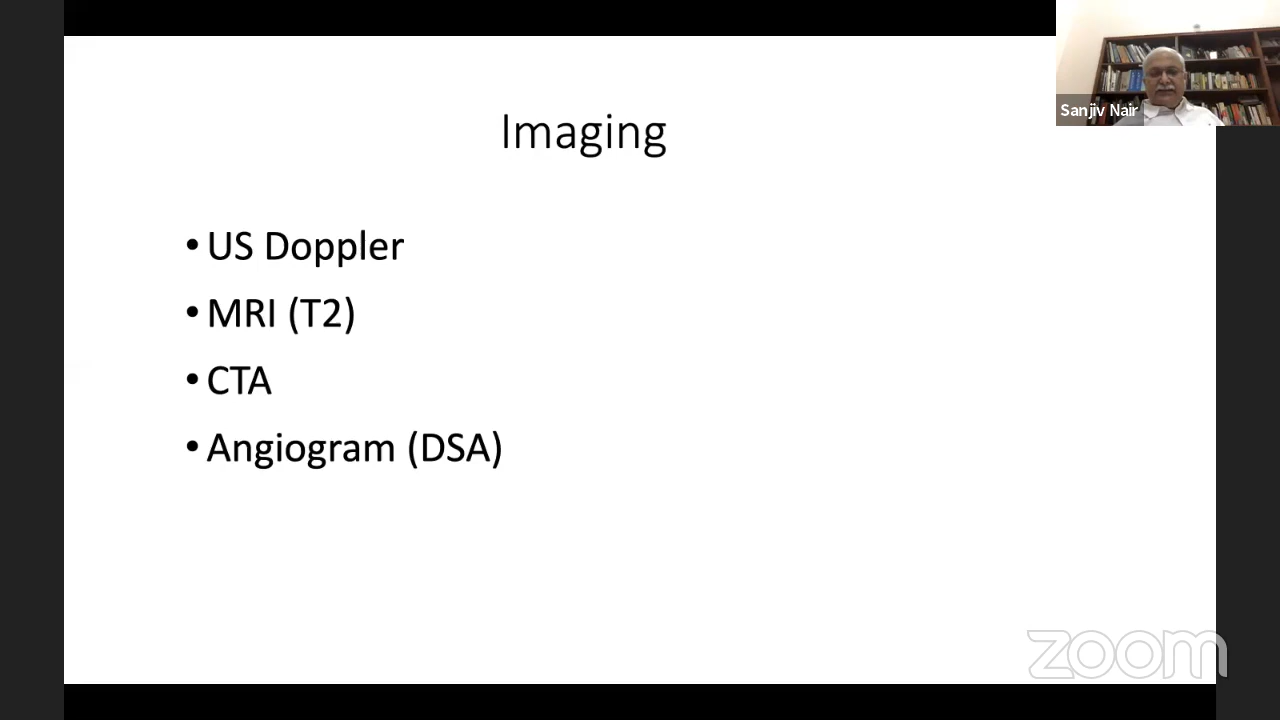 Sanjiv Nair
Imaging
• US Doppler
• MRI (T2)
• CTA
• Angiogram (DSA)
zoom